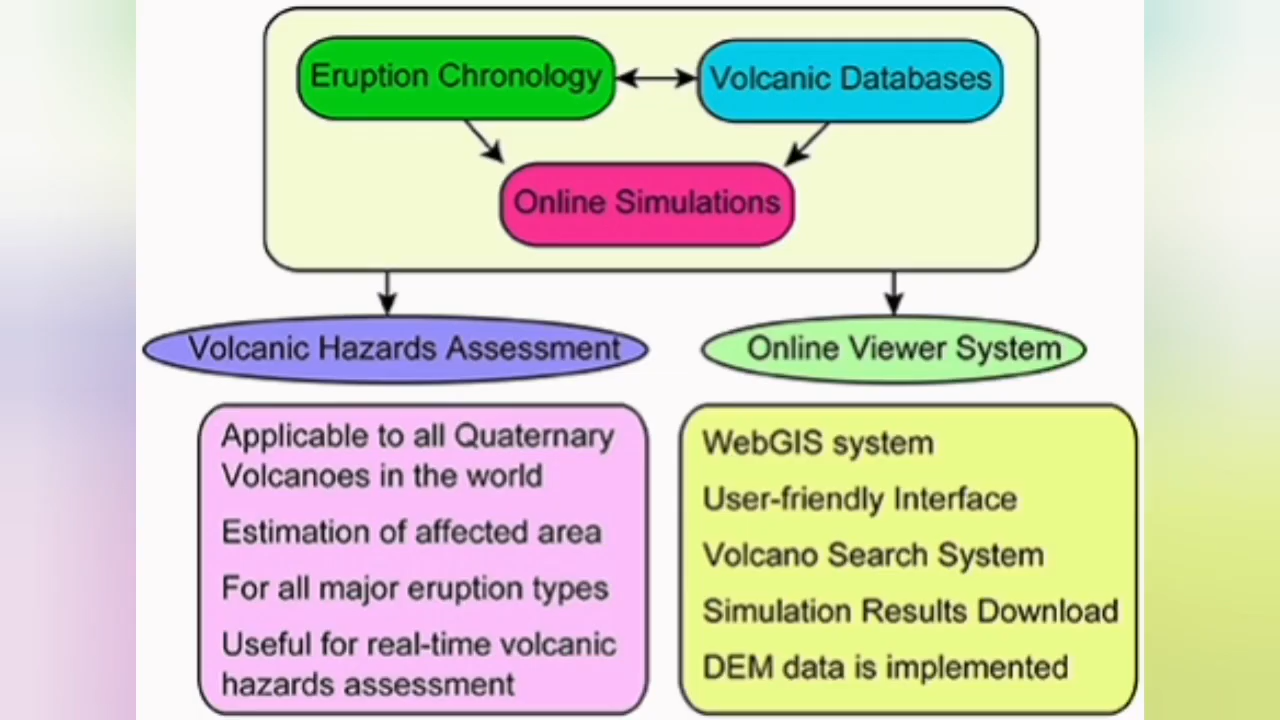 Eruption Chronology
Volcanic Databases
Online Simulations
Volcanic Hazards Assessment
Online Viewer System
Applicable to all Quaternary
Volcanoes in the world
Estimation of affected area
For all major eruption types
Useful for real-time volcanic
hazards assessment
WebGIS system
User-friendly Interface
Volcano Search System
Simulation Results Download
DEM data is implemented